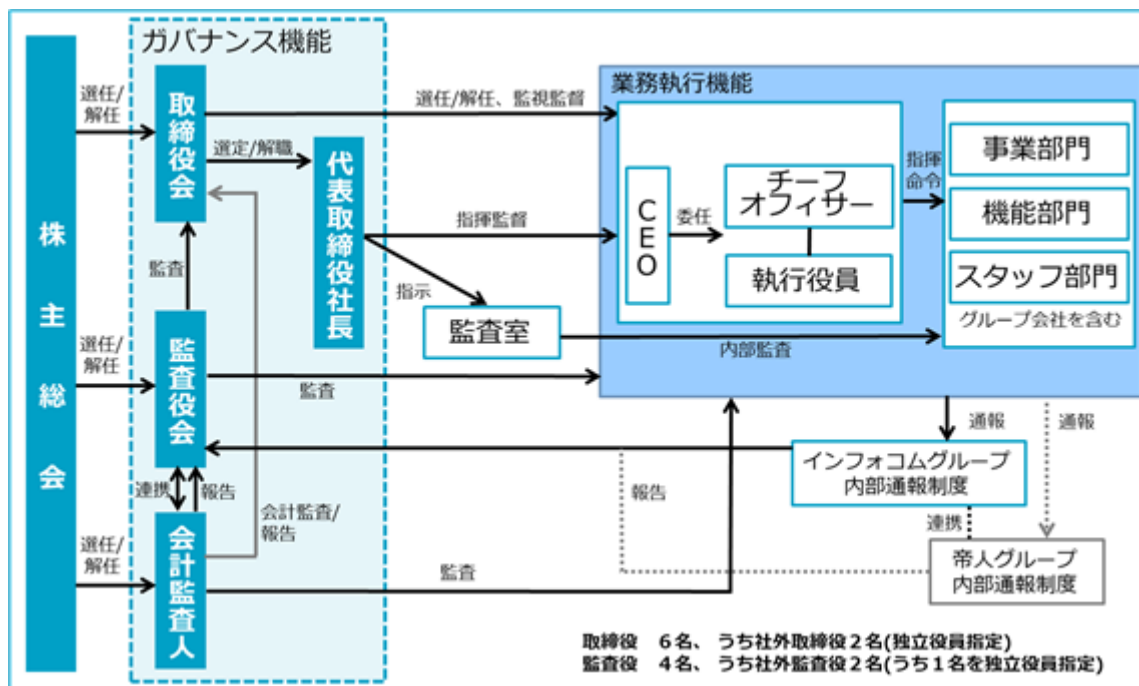 ガバナンス機能
業務執行機能
株主総会
選任/
解任
取締役会
選任/解任、監視監督
選定/解職
代表取締役社長
指揮監督
指示
監査室
内部監査
CEO
委任
チーフ
オフィサー
執行役員
指揮
命令
事業部門
機能部門
スタッフ部門
グループ会社を含む
監査
選任/
解任
監査役会
監査
連携
報告
会計監査/
報告
選任/
解任
会計監査人
監査
通報
通報
インフォコムグループ
内部通報制度
報告
連携
帝人グループ
内部通報制度
取締役 6名、 うち社外取締役2名(独立役員指定)
監査役 4名、 うち社外監査役2名(うち1名を独立役員指定)